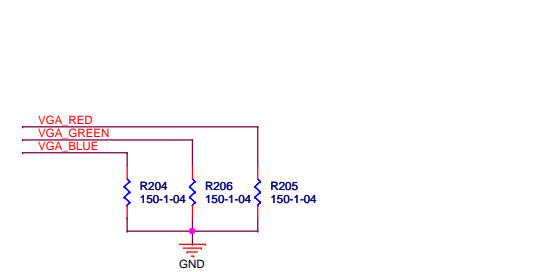 VGA_RED
VGA_GREEN
VGA_BLUE
R204
150-1-04
R206
150-1-04
R205
150-1-04
GND